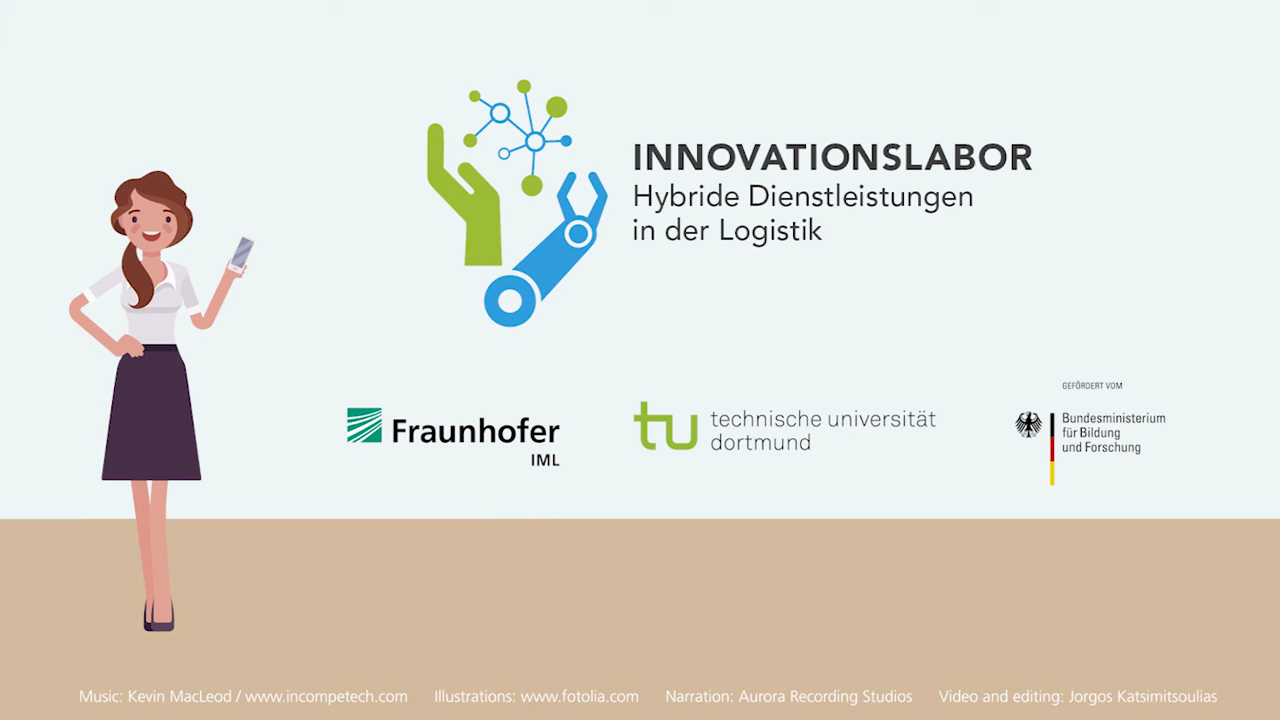 INNOVATIONSLABOR
Hybride Dienstleistungen
in der Logistik
Fraunhofer
IML
tu technische universität
dortmund
GEFÖRDERT VOM
Bundesministerium
für Bildung
und Forschung
Music: Kevin MacLeod / www.incompetech.com Illustrations: www.fotolia.com Narration: Aurora Recording Studios Video and editing: Jorgos Katsimitsoulias